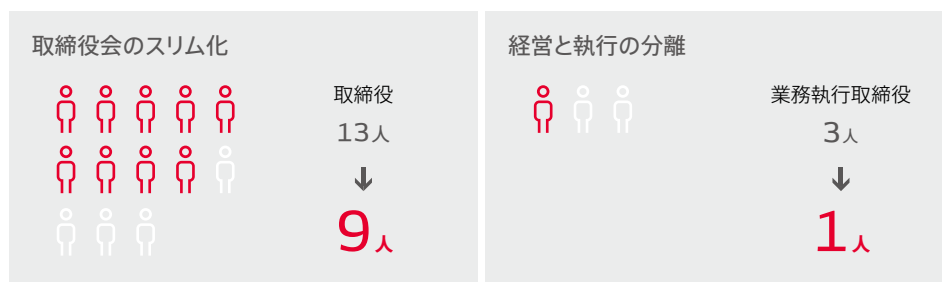 取締役会のスリム化
取締役
13人
9人
経営と執行の分離
業務執行取締役
3人
1人